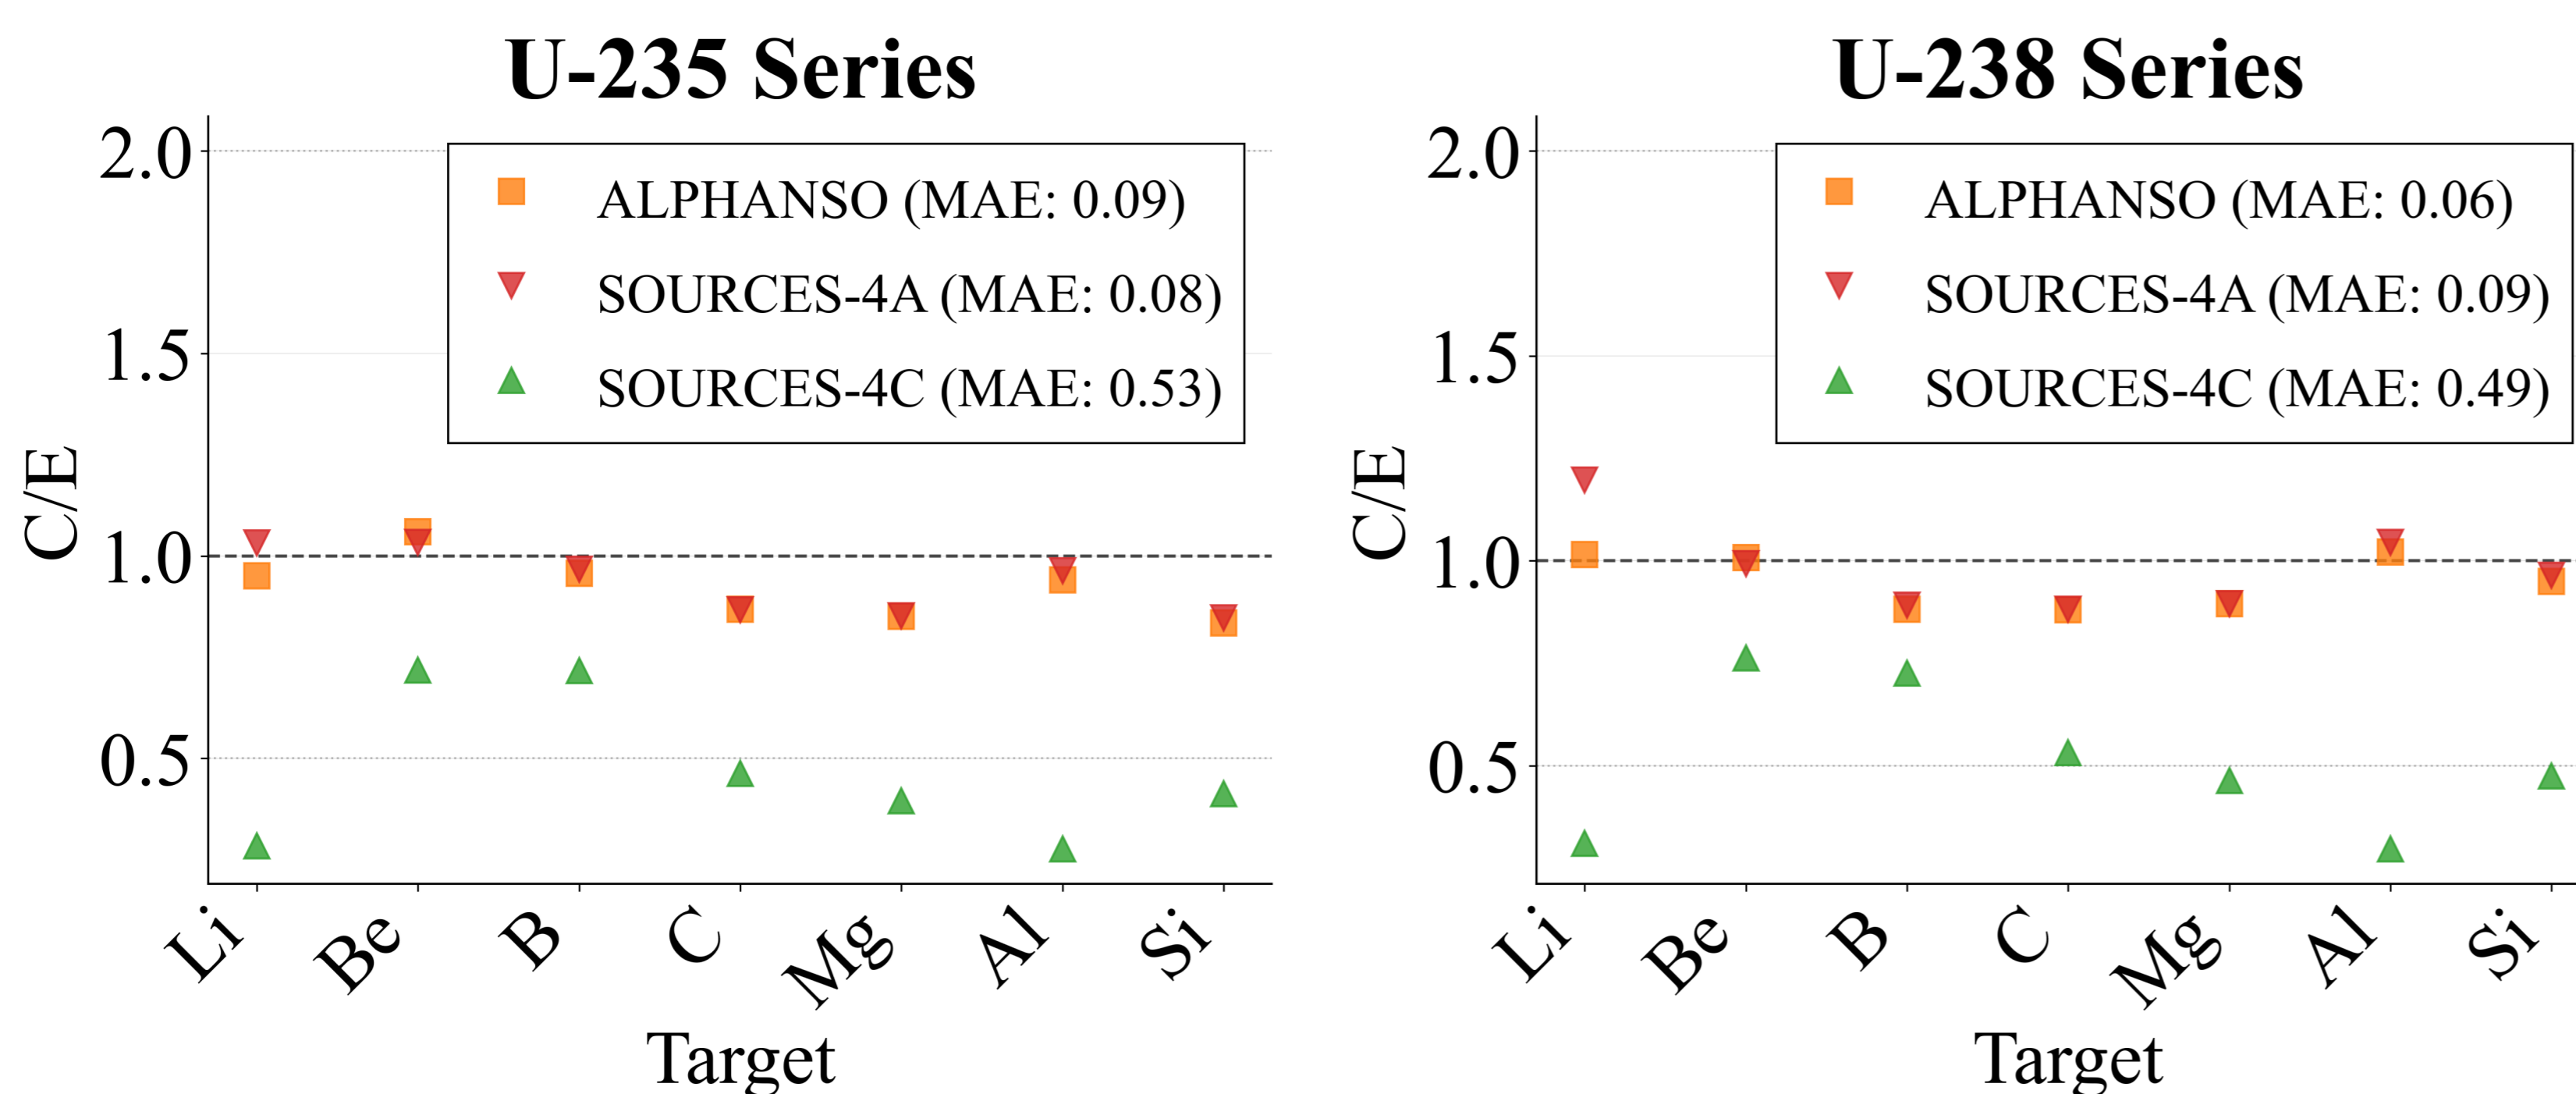 U-235 Series
2.0
1.5
1.0
0.5
C/E
ALPHANSO (MAE: 0.09)
SOURCES-4A (MAE: 0.08)
SOURCES-4C (MAE: 0.53)
Li
Be
B
C
Mg
Al
Si
Target
U-238 Series
2.0
1.5
1.0
0.5
C/E
ALPHANSO (MAE: 0.06)
SOURCES-4A (MAE: 0.09)
SOURCES-4C (MAE: 0.49)
Li
Be
B
C
Mg
Al
Si
Target